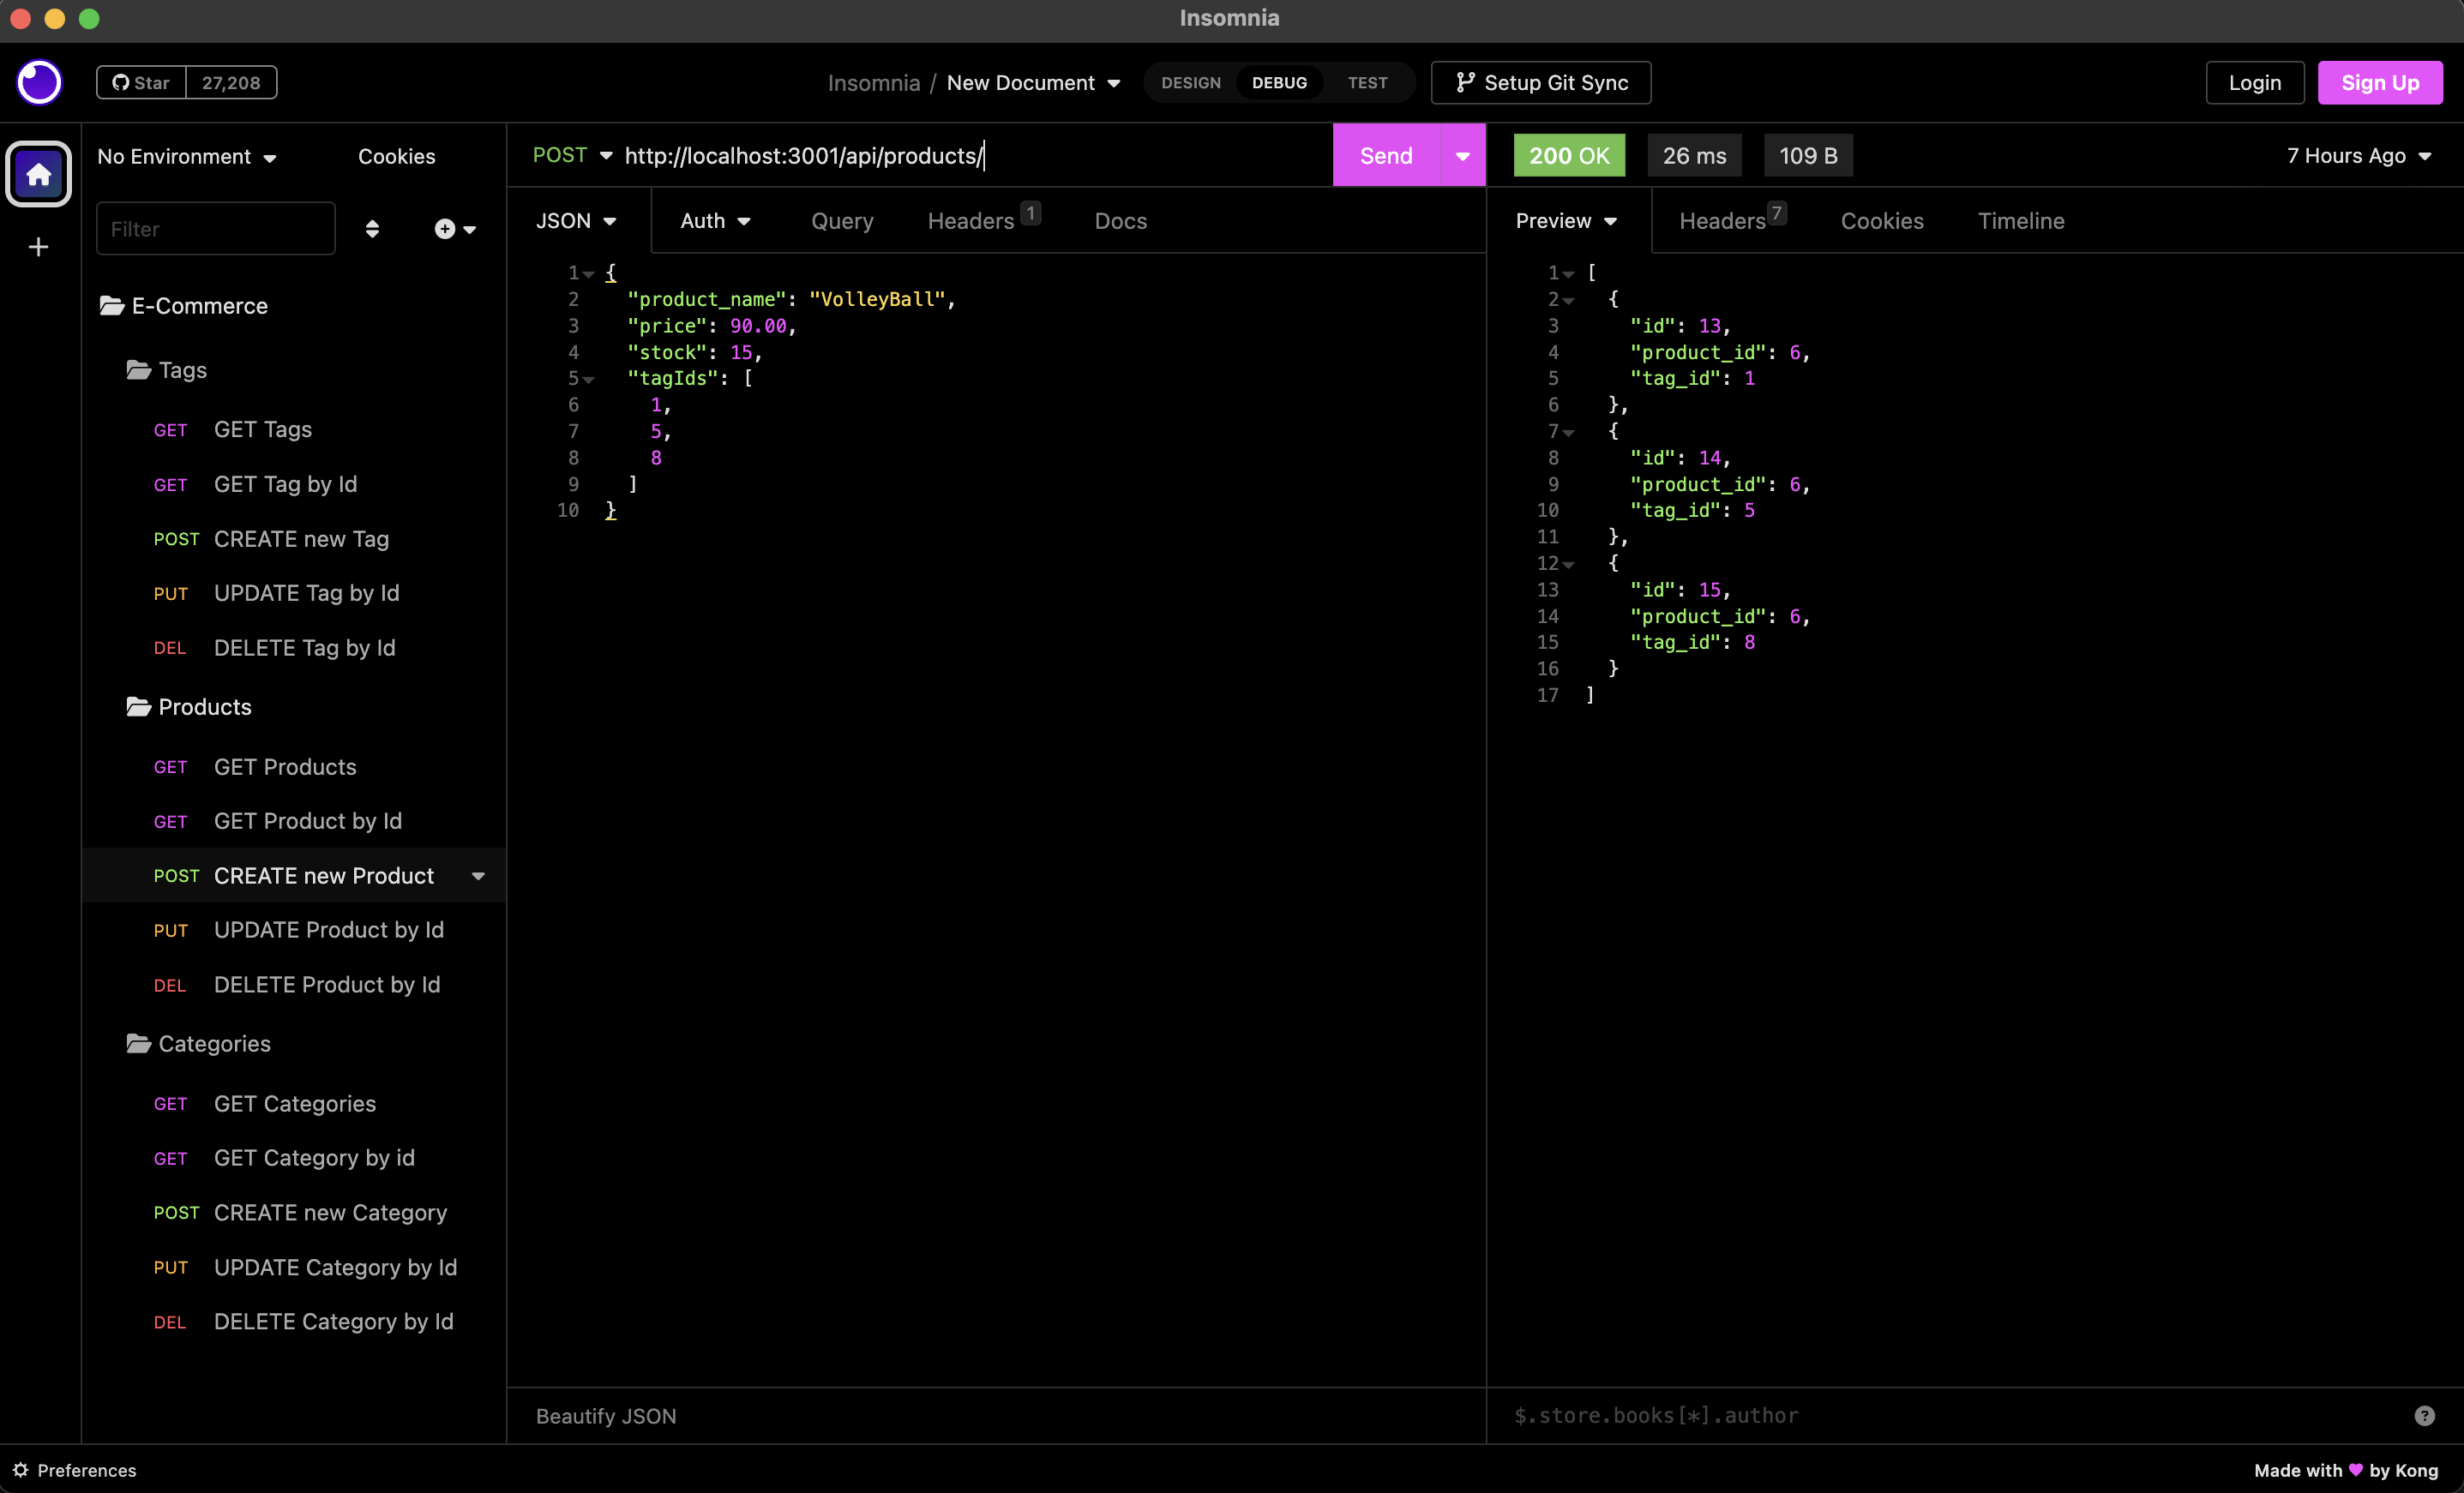 Insomnia
Star 27,208
Insomnia / New Document
DESIGN DEBUG TEST
Setup Git Sync
Login
Sign Up
No Environment
Cookies
Filter
E-Commerce
Tags
GET GET Tags
GET GET Tag by Id
POST CREATE new Tag
PUT UPDATE Tag by Id
DEL DELETE Tag by Id
Products
GET GET Products
GET GET Product by Id
POST CREATE new Product
PUT UPDATE Product by Id
DEL DELETE Product by Id
Categories
GET GET Categories
GET GET Category by id
POST CREATE new Category
PUT UPDATE Category by Id
DEL DELETE Category by Id
POST http://localhost:3001/api/products/
Send
JSON Auth Query Headers 1 Docs
1 {
2 "product_name": "VolleyBall",
3 "price": 90.00,
4 "stock": 15,
5 "tagIds": [
6 1,
7 5,
8 8
9 ]
10 }
Beautify JSON
200 OK 26 ms 109 B 7 Hours Ago
Preview Headers 7 Cookies Timeline
1 [
2 {
3 "id": 13,
4 "product_id": 6,
5 "tag_id": 1
6 },
7 {
8 "id": 14,
9 "product_id": 6,
10 "tag_id": 5
11 },
12 {
13 "id": 15,
14 "product_id": 6,
15 "tag_id": 8
16 }
17 ]
$.store.books[*].author
?
Preferences
Made with by Kong